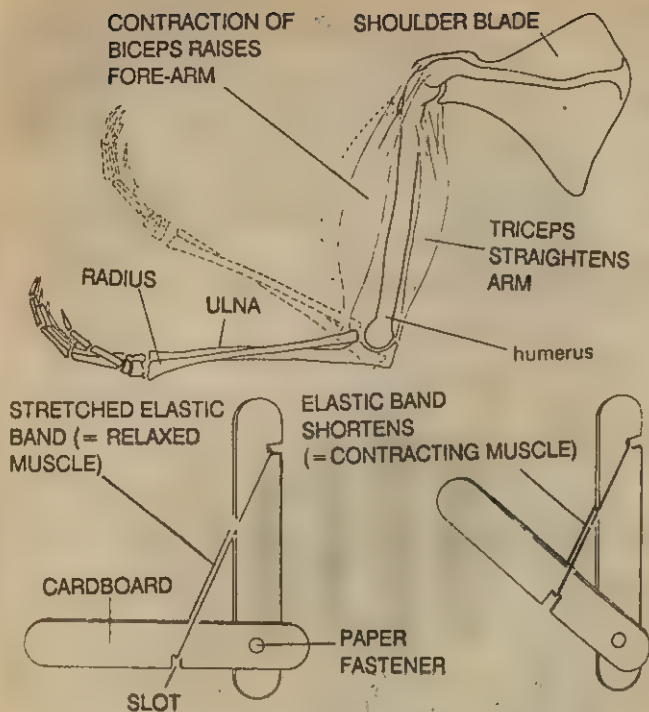 CONTRACTION OF
BICEPS RAISES
FORE-ARM
SHOULDER BLADE
TRICEPS
STRAIGHTENS
ARM
RADIUS
ULNA
humerus
STRETCHED ELASTIC
BAND (= RELAXED
MUSCLE)
ELASTIC BAND
SHORTENS
(= CONTRACTING MUSCLE)
CARDBOARD
PAPER
FASTENER
SLOT